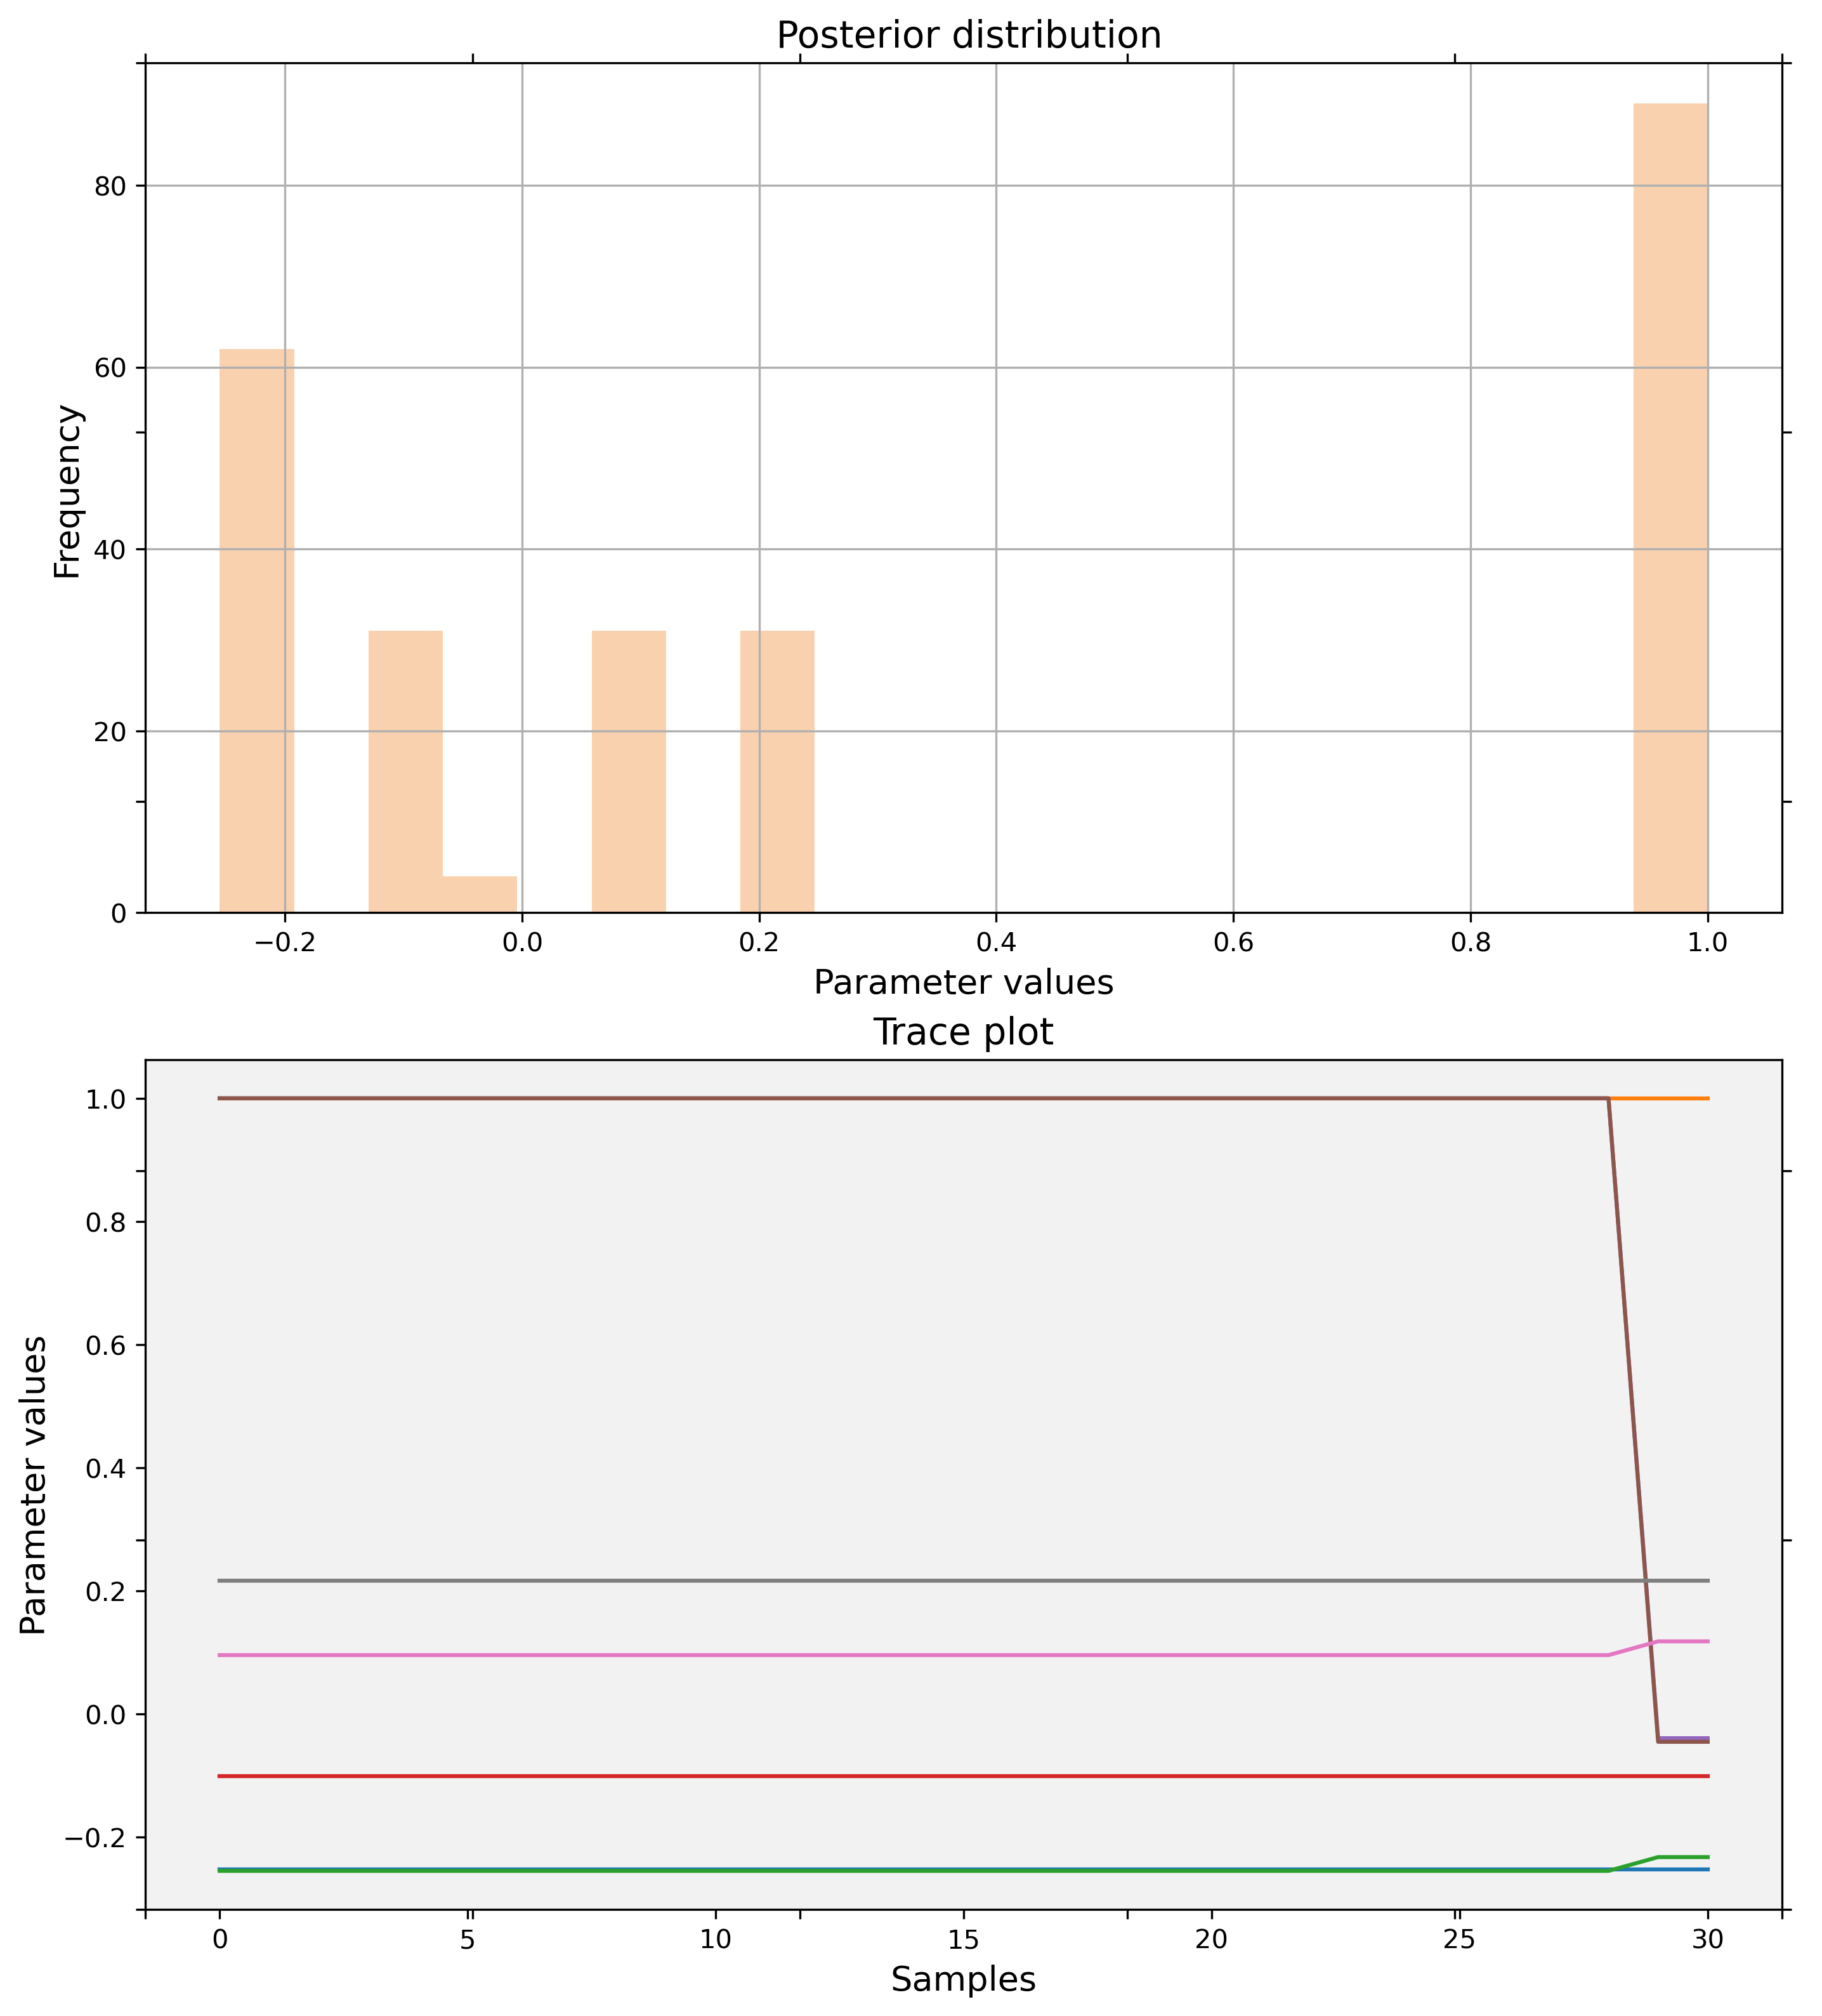 Posterior distribution
Frequency
80
60
40
20
0
−0.2 0.0 0.2 0.4 0.6 0.8 1.0
Parameter values
Trace plot
Parameter values
1.0
0.8
0.6
0.4
0.2
0.0
−0.2
0 5 10 15 20 25 30
Samples